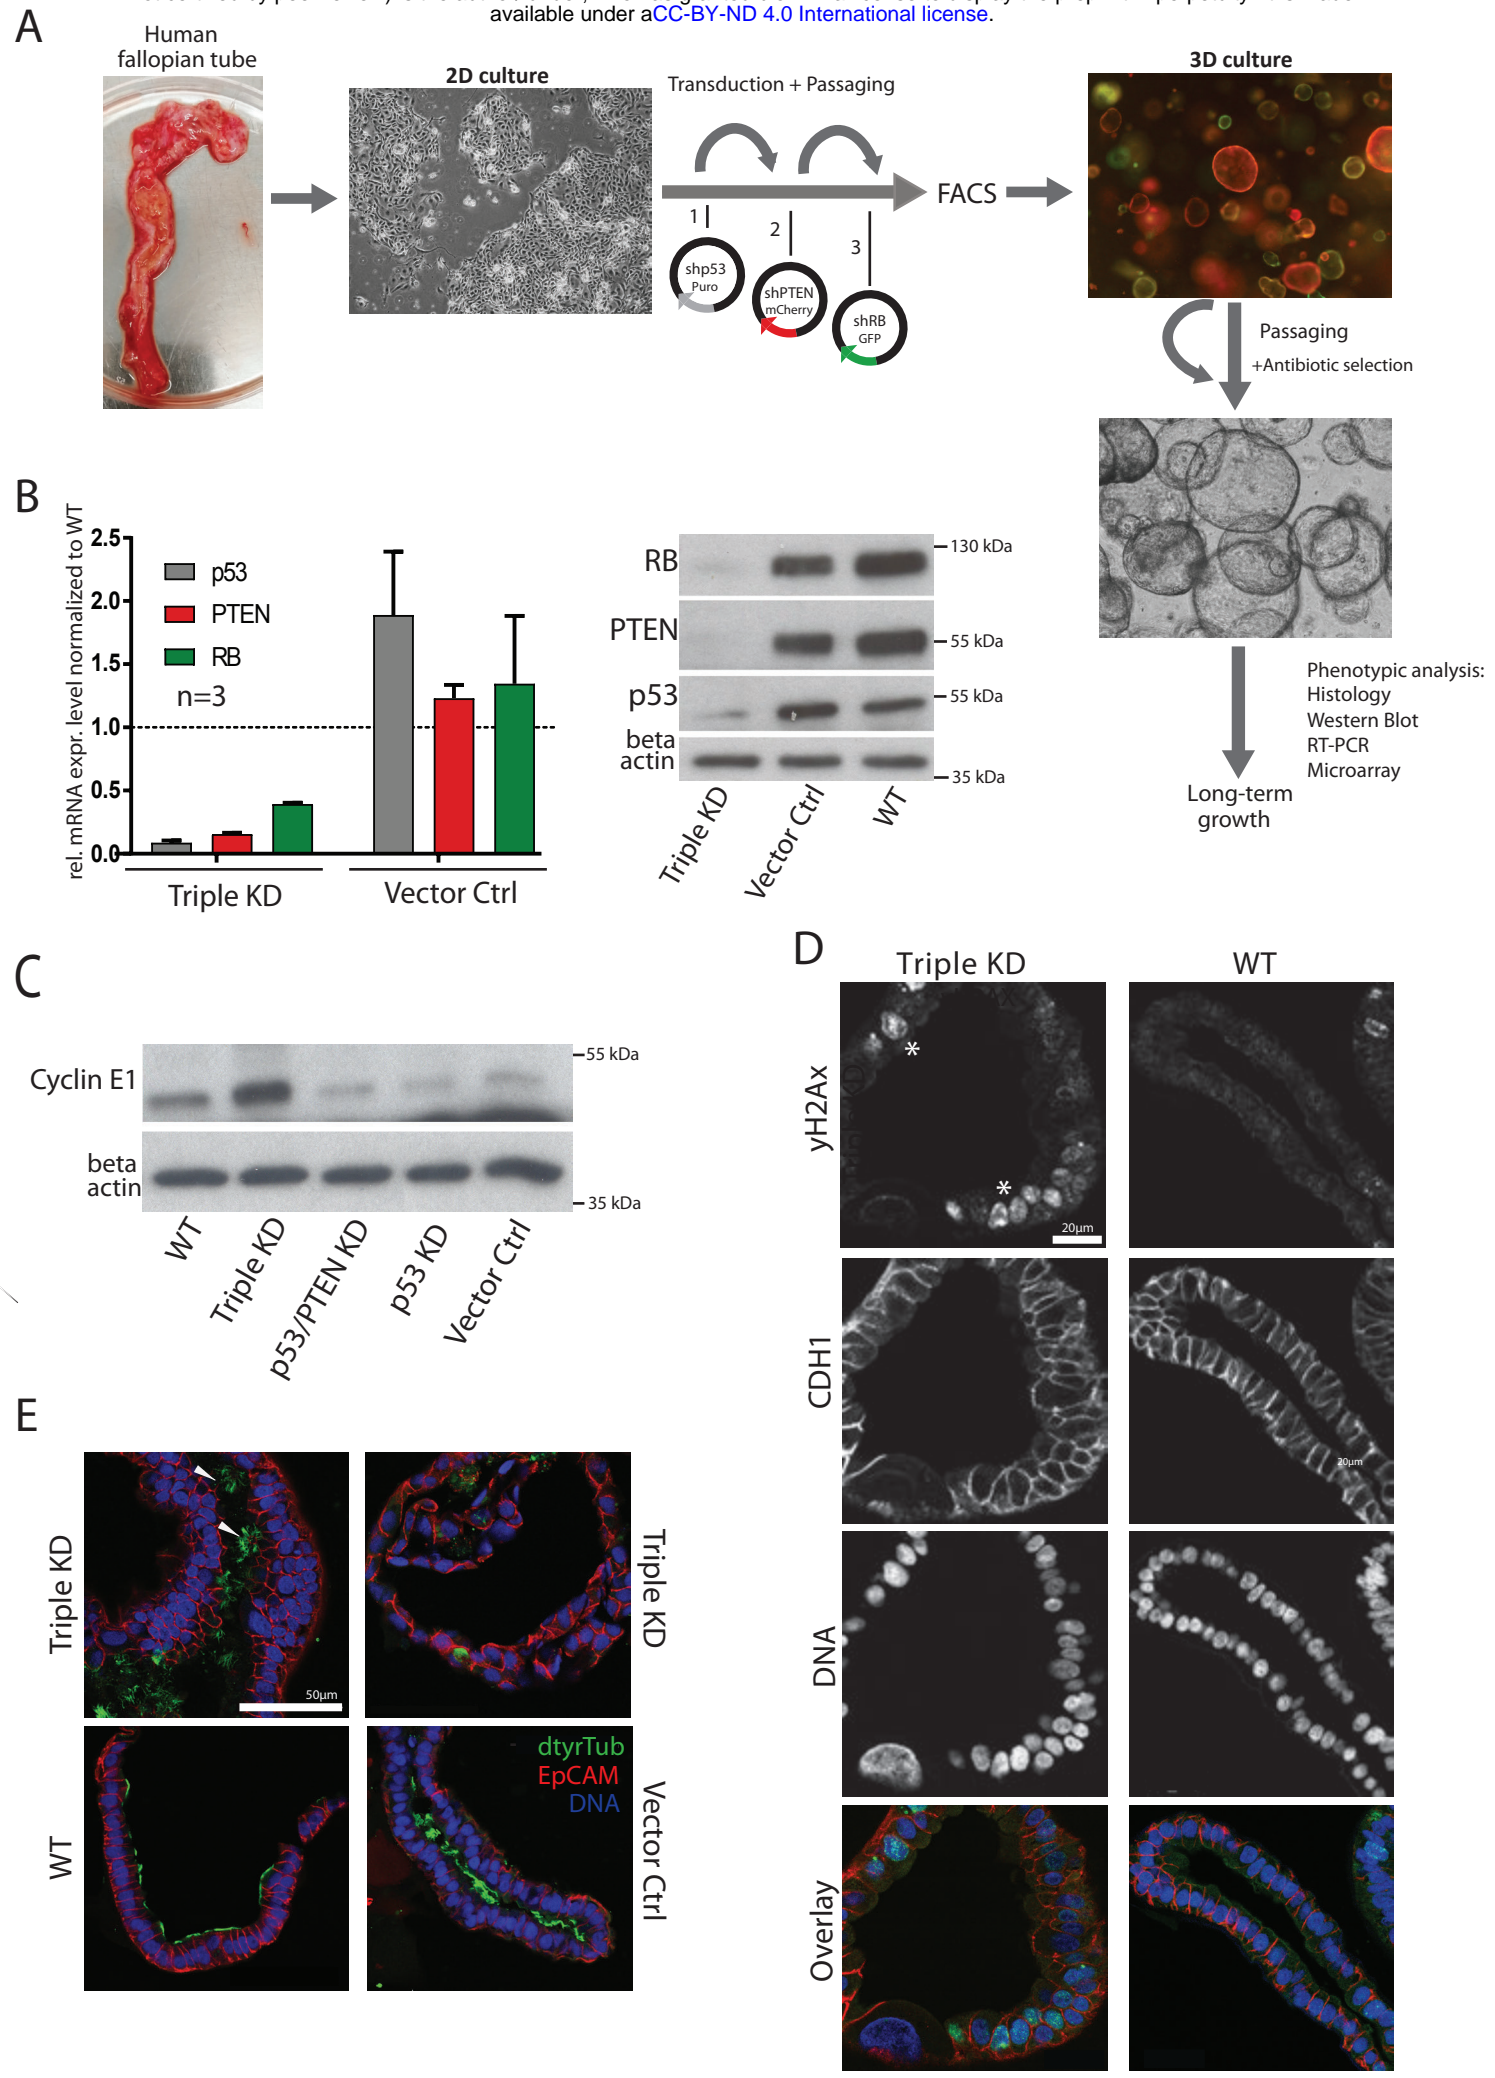 available under aCC-BY-ND 4.0 International license.
A
Human
fallopian tube
2D culture
Transduction + Passaging
3D culture
1
2
3
shp53
Puro
shPTEN
mCherry
shRB
GFP
FACS
Passaging
+Antibiotic selection
Phenotypic analysis:
Histology
Western Blot
RT-PCR
Microarray
Long-term
growth
B
rel. mRNA expr. level normalized to WT
2.5
2.0
1.5
1.0
0.5
0.0
p53
PTEN
RB
n=3
Triple KD
Vector Ctrl
RB
PTEN
p53
beta
actin
130 kDa
55 kDa
55 kDa
35 kDa
Triple KD
Vector Ctrl
WT
C
Cyclin E1
beta
actin
55 kDa
35 kDa
WT
Triple KD
p53/PTEN KD
p53 KD
Vector Ctrl
D
Triple KD
WT
yH2Ax
*
*
20µm
CDH1
20µm
DNA
Overlay
E
Triple KD
50µm
Triple KD
WT
dtyrTub
EpCAM
DNA
Vector Ctrl